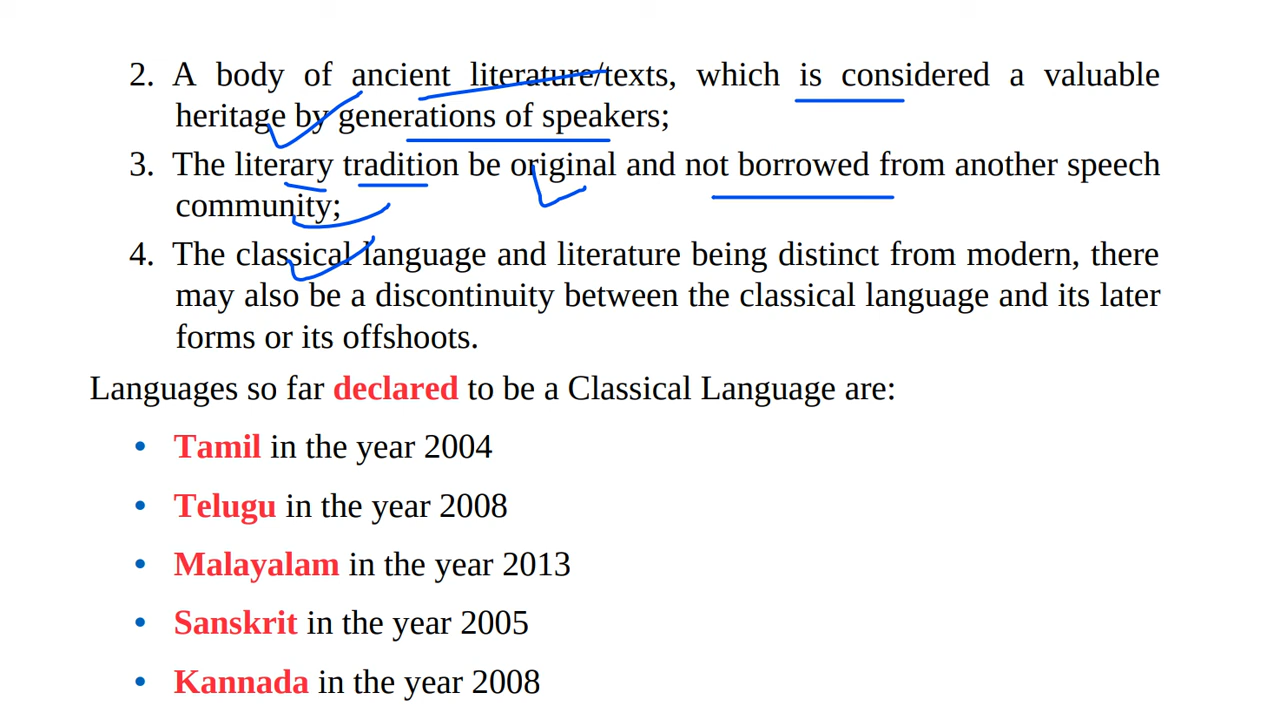 2. A body of ancient literature/texts, which is considered a valuable
heritage by generations of speakers;
3. The literary tradition be original and not borrowed from another speech
community;
4. The classical language and literature being distinct from modern, there
may also be a discontinuity between the classical language and its later
forms or its offshoots.
Languages so far declared to be a Classical Language are:
• Tamil in the year 2004
• Telugu in the year 2008
• Malayalam in the year 2013
• Sanskrit in the year 2005
• Kannada in the year 2008